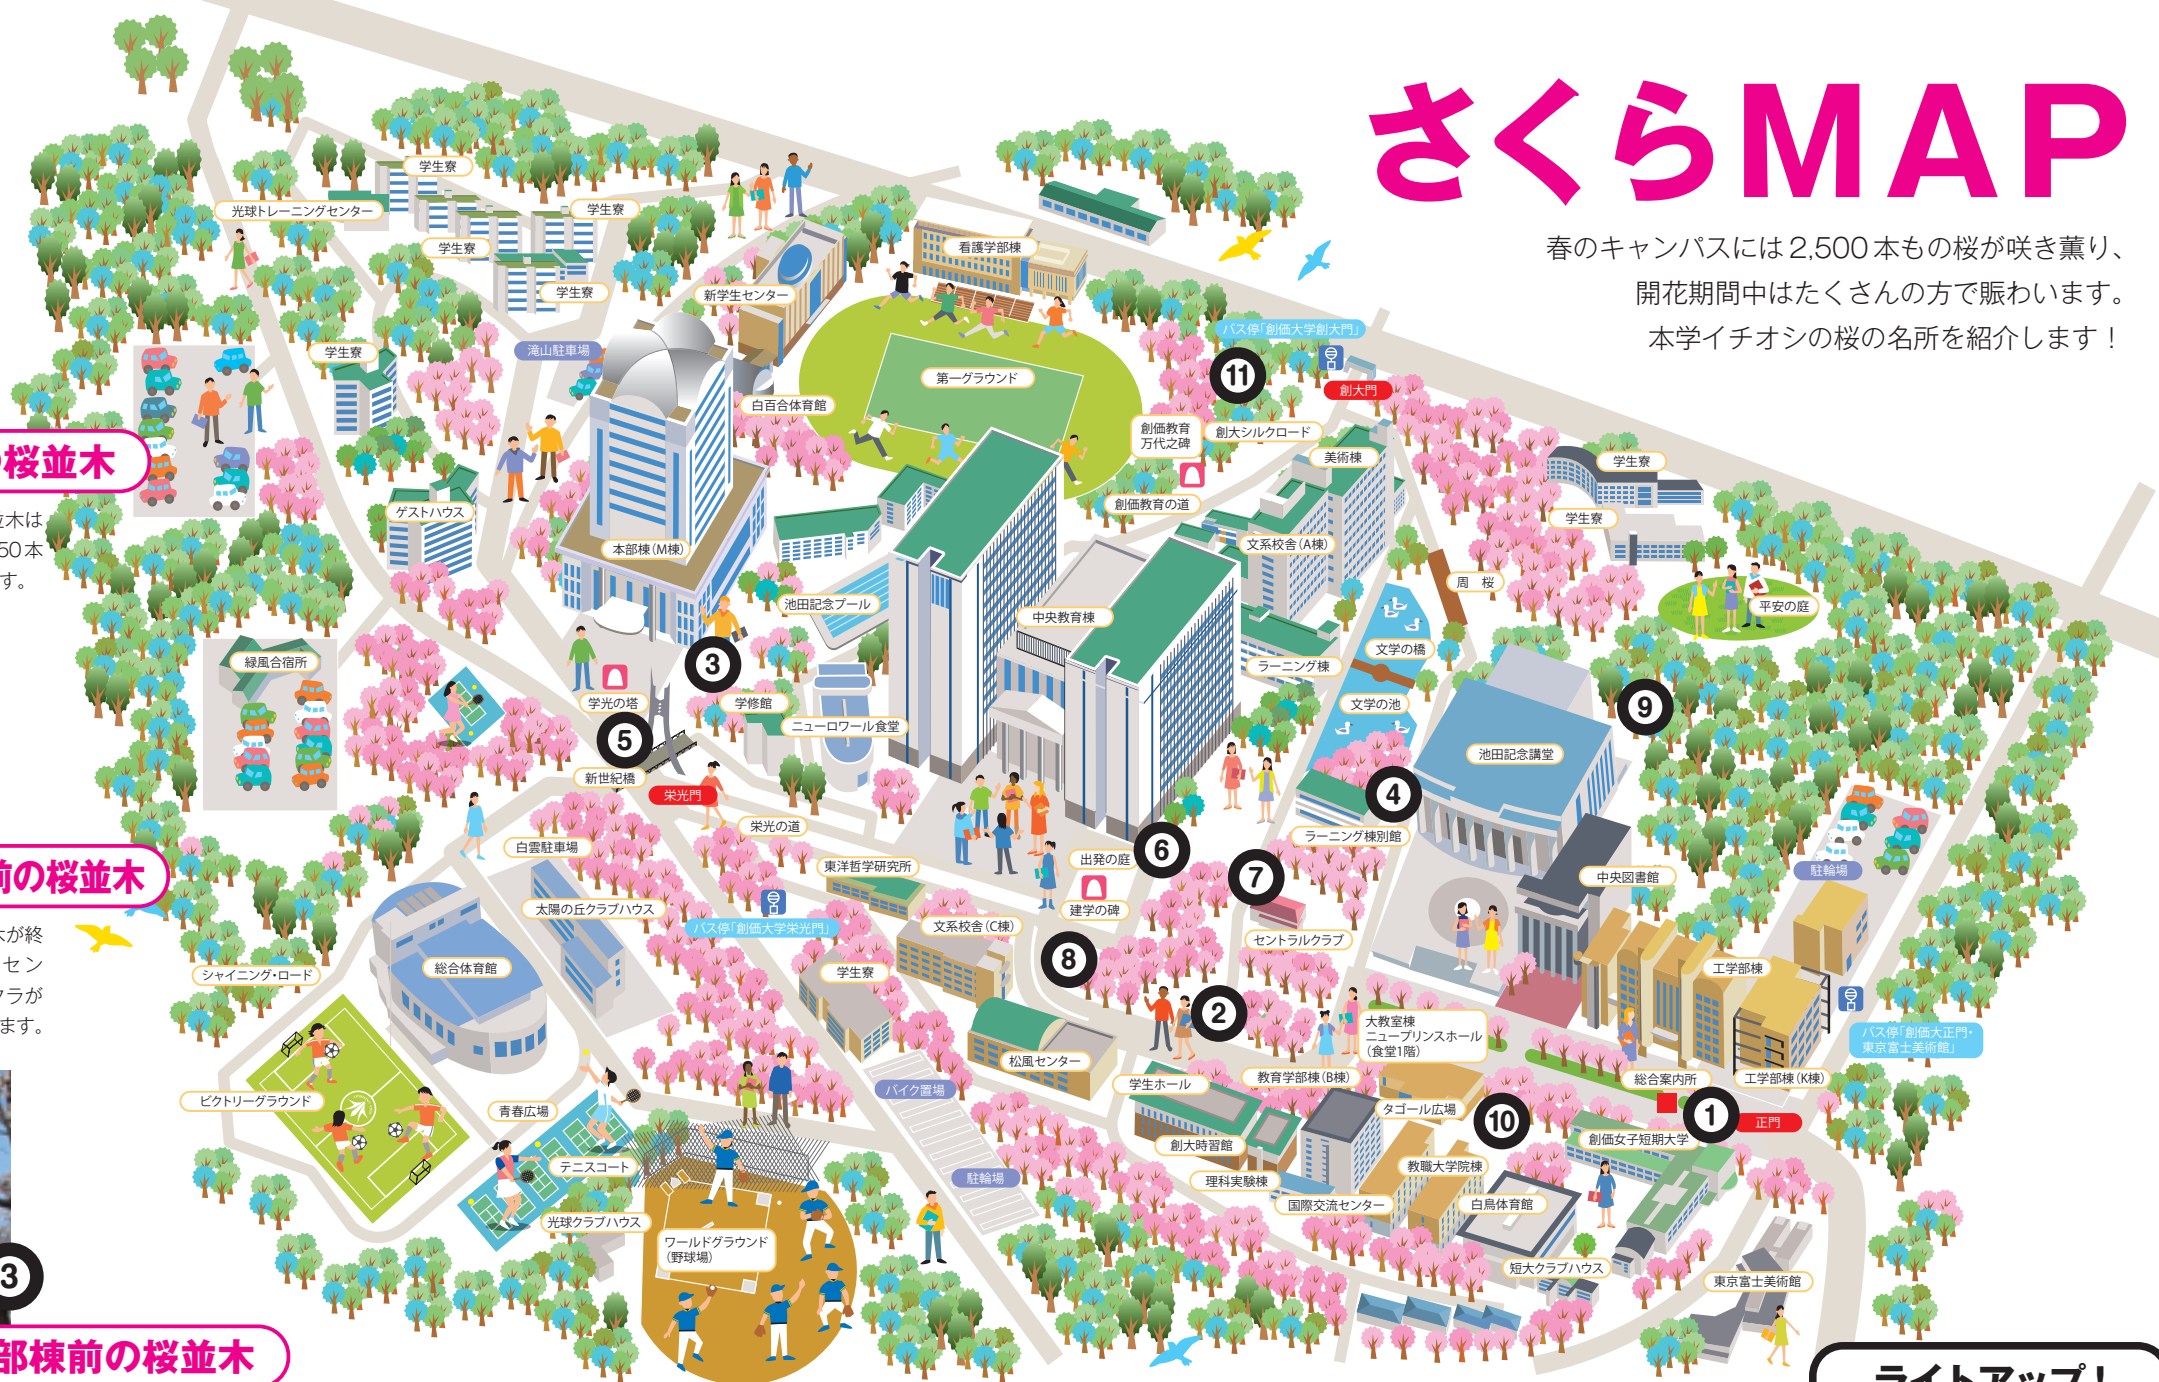 さくらMAP
春のキャンパスには2,500本もの桜が咲き薫り、
開花期間中はたくさんの方で賑わいます。
本学イチオシの桜の名所を紹介します！
学生寮
光球トレーニングセンター
学生寮
学生寮
学生寮
看護学部棟
新学生センター
バス停「創価大学創大門」
滝山駐車場
学生寮
第一グラウンド
11
創大門
白百合体育館
創価教育
万代之碑
創大シルクロード
の桜並木
美術棟
学生寮
ゲストハウス
創価教育の道
学生寮
並木は
50本
す。
本部棟(M棟)
文系校舎(A棟)
周 桜
池田記念プール
中央教育棟
平安の庭
文学の橋
緑風合宿所
3
ラーニング棟
学光の塔
学修館
文学の池
9
5
ニューロワール食堂
池田記念講堂
新世紀橋
栄光門
4
栄光の道
ラーニング棟別館
白雲駐車場
出発の庭
6
前の桜並木
東洋哲学研究所
7
中央図書館
駐輪場
太陽の丘クラブハウス
建学の碑
バス停「創価大学栄光門」
文系校舎(C棟)
セントラルクラブ
木が終
セン
クラが
ます。
シャイニング・ロード
総合体育館
学生寮
8
工学部棟
2
大教室棟
ニュープリンスホール
(食堂1階)
バス停「創価大正門・
東京富士美術館」
松風センター
バイク置場
学生ホール
教育学部棟(B棟)
総合案内所
工学部棟(K棟)
ビクトリーグラウンド
青春広場
タゴール広場
10
1
正門
創大時習館
創価女子短期大学
テニスコート
駐輪場
理科実験棟
教職大学院棟
国際交流センター
白鳥体育館
光球クラブハウス
ワールドグラウンド
(野球場)
短大クラブハウス
東京富士美術館
3
部棟前の桜並木
ライトアップ！